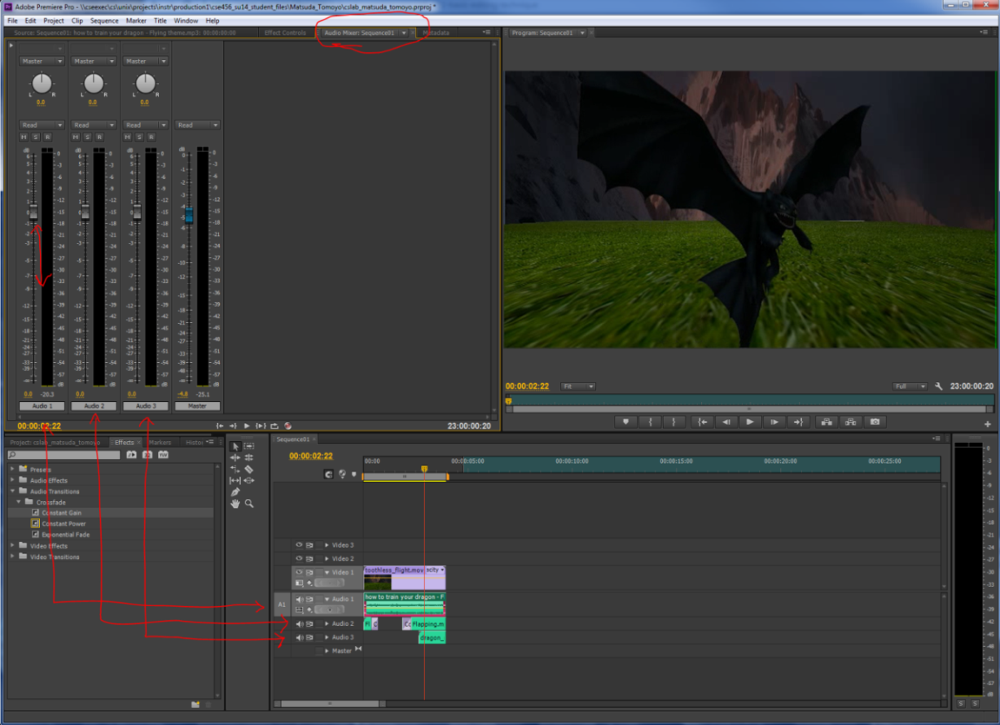 Adobe Premiere Pro - \\cseexec\cs\unix\projects\instr\production1\cse456_su14_student_files\Matsuda_Tomoyo\cslab_matsuda_tomoyo.prproj *
File Edit Project Clip Sequence Marker Title Window Help
Source: Sequence01: how to train your dragon - Flying theme.mp3: 00:00:00:00 Effect Controls Audio Mixer: Sequence01 Metadata Program: Sequence01
Master Master Master
L R L R L R
0.0 0.0 0.0
Read Read Read Read
M S R M S R M S R
0.0 -20.3 0.0 0.0 -4.8 -25.1
Audio 1 Audio 2 Audio 3 Master
00:00:02:22 23:00:00:20
00:00:02:22 Fit Full 23:00:00:20
Project: cslab_matsuda_tomoyo Effects Markers Histo
Presets
Audio Effects
Audio Transitions
Crossfade
Constant Gain
Constant Power
Exponential Fade
Video Effects
Video Transitions
Sequence01
00:00:02:22
00:00 00:00:05:00 00:00:10:00 00:00:15:00 00:00:20:00 00:00:25:00
Video 3
Video 2
Video 1 toothless_flight.mov acity
A1 Audio 1 how to train your dragon - F
Audio 2 Fl C Co Flapping.m
Audio 3 dragon_
Master
S S